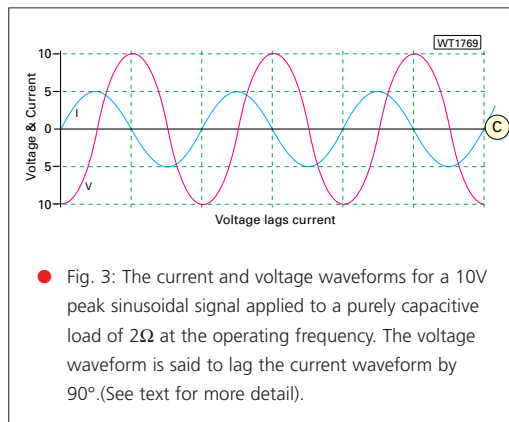 WT1769
10
5
0
5
10
Voltage & Current
I
V
C
Voltage lags current
Fig. 3: The current and voltage waveforms for a 10V
peak sinusoidal signal applied to a purely capacitive
load of 2Ω at the operating frequency. The voltage
waveform is said to lag the current waveform by
90°.(See text for more detail).